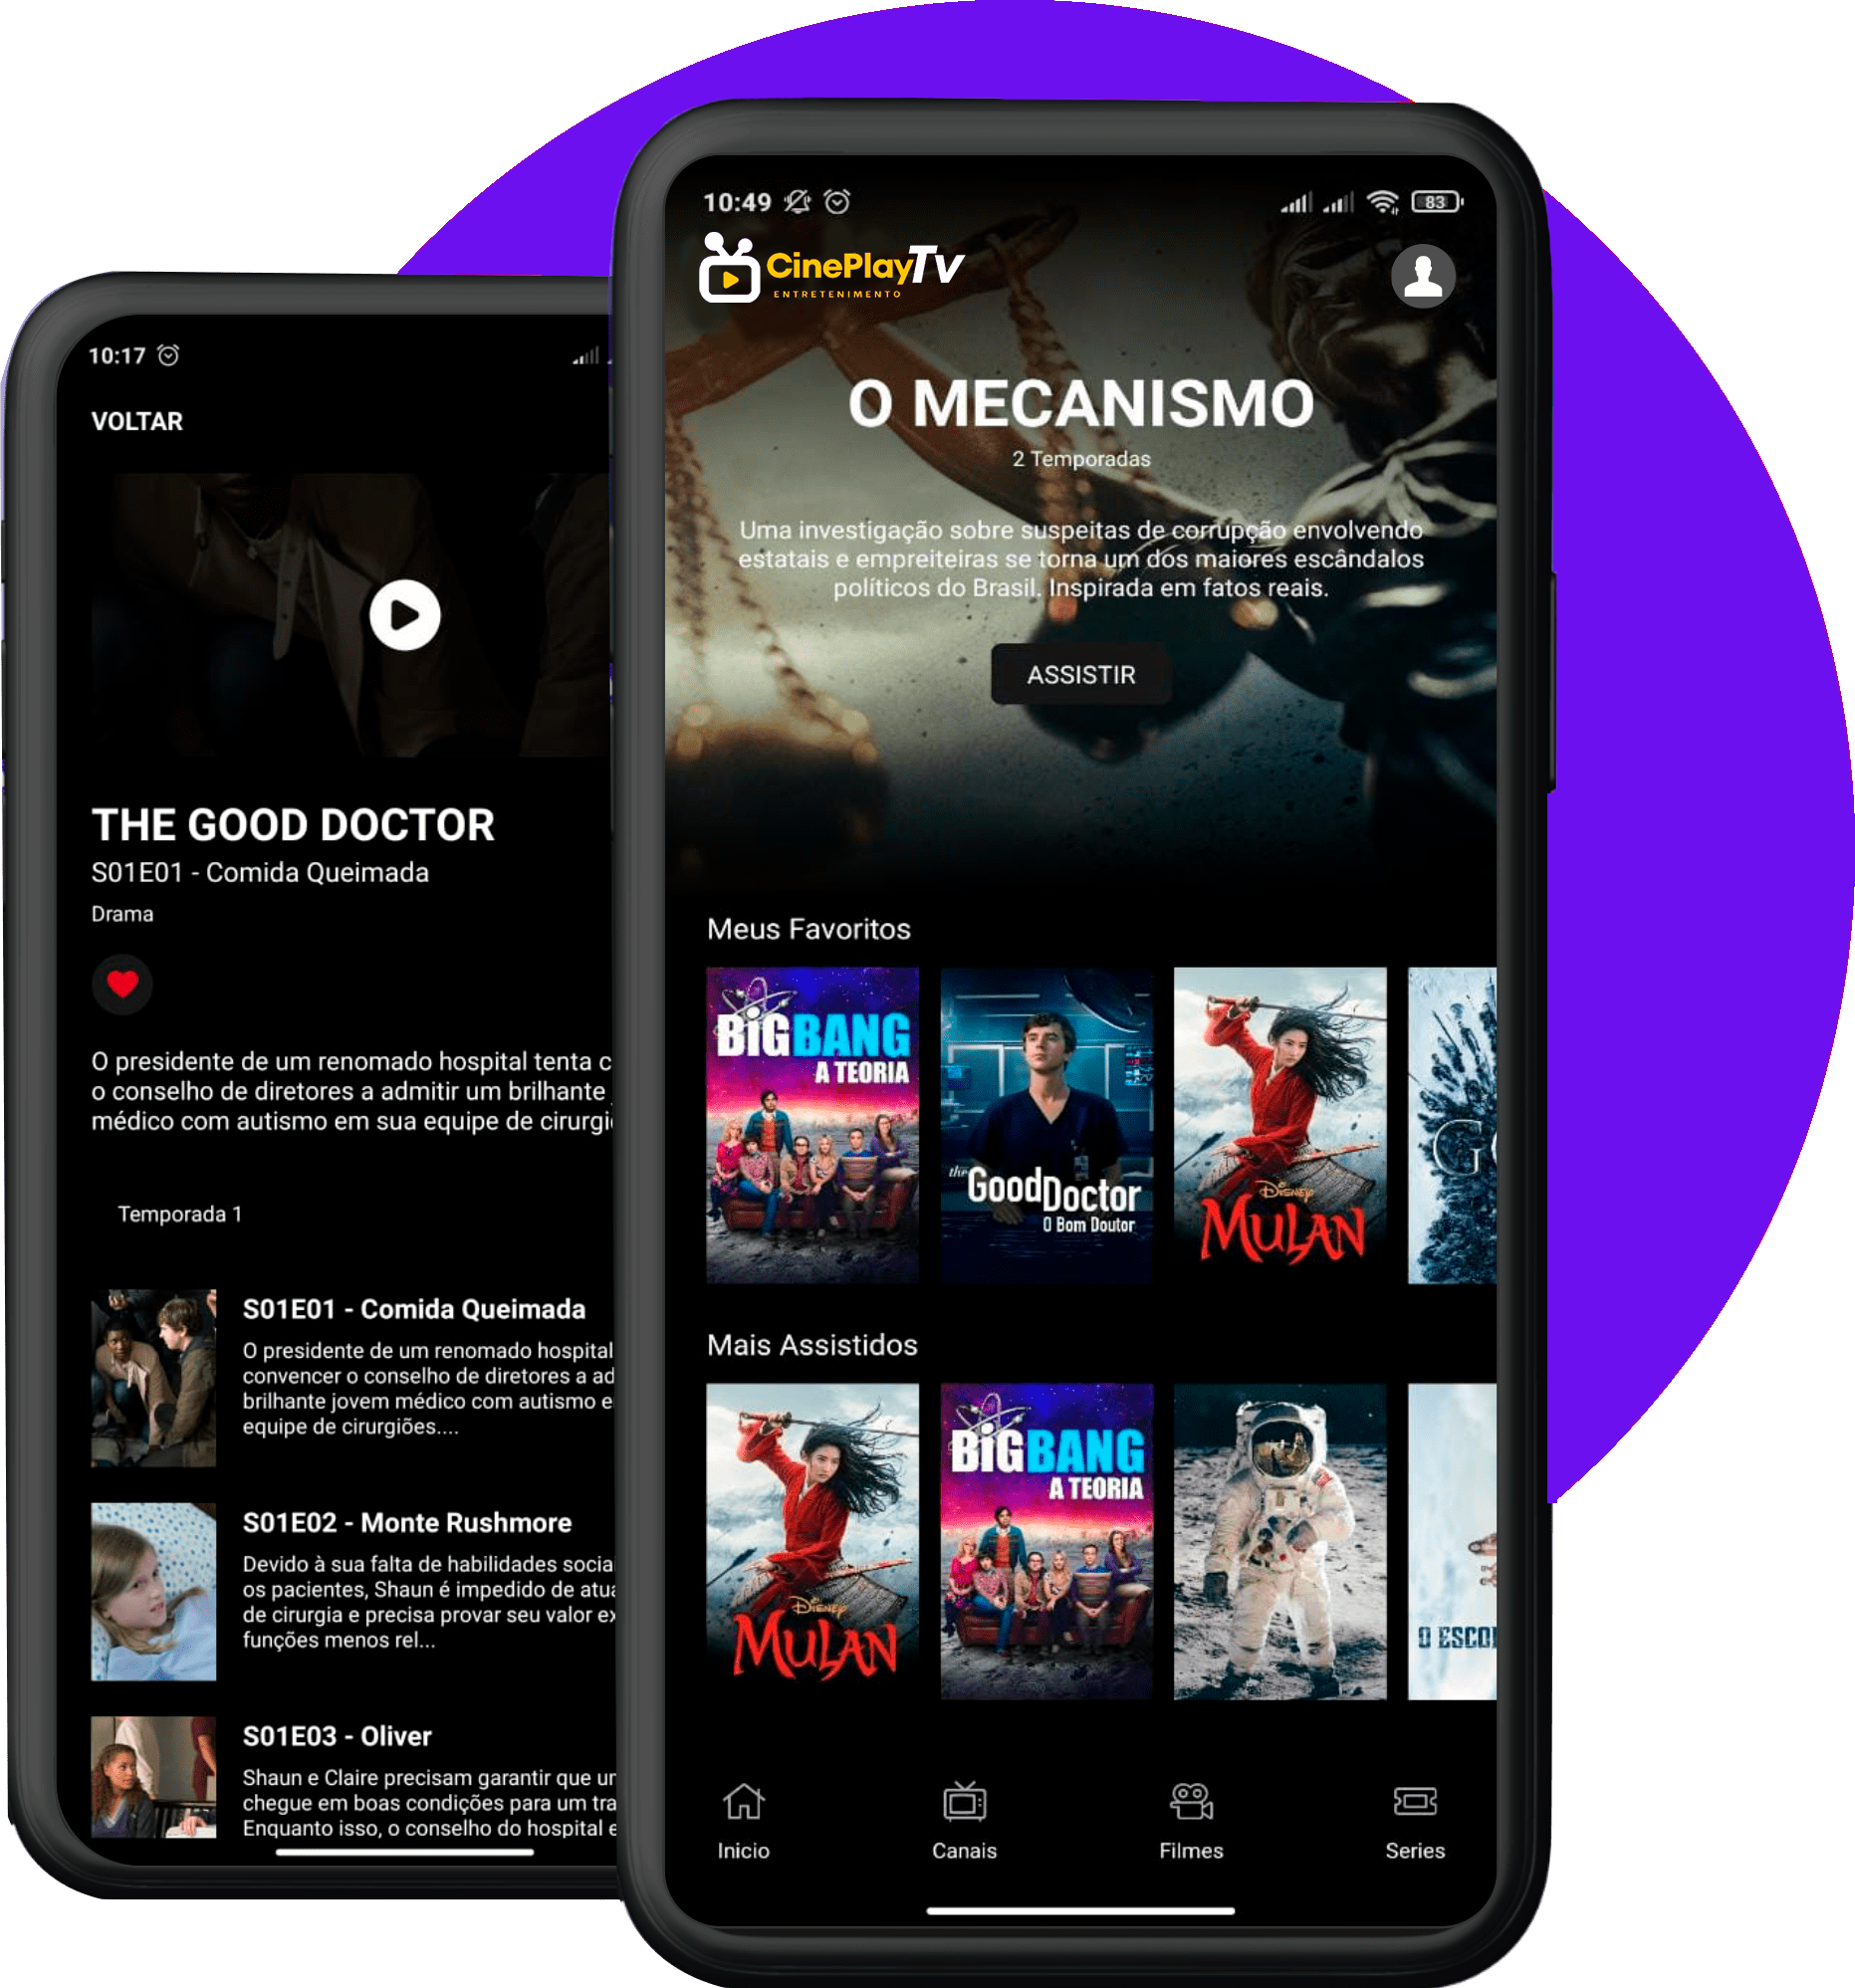 10:17
VOLTAR
THE GOOD DOCTOR
S01E01 - Comida Queimada
Drama
O presidente de um renomado hospital tenta
o conselho de diretores a admitir um brilhante
médico com autismo em sua equipe de
Temporada 1
S01E01 - Comida Queimada
O presidente de um renomado hospital
convencer o conselho de diretores a
brilhante jovem médico com autismo
equipe de cirurgiões....
S01E02 - Monte Rushmore
Devido à sua falta de habilidades
os pacientes, Shaun é impedido de
de cirurgia e precisa provar seu valor
funções menos rel...
S01E03 - Oliver
Shaun e Claire precisam garantir que
chegue em boas condições para um
Enquanto isso, o conselho do hospital
10:49
83
CinePlayTv
ENTRETENIMENTO
O MECANISMO
2 Temporadas
Uma investigação sobre suspeitas de corrupção envolvendo
estatais e empreiteiras se torna um dos maiores escândalos
políticos do Brasil. Inspirada em fatos reais.
ASSISTIR
Meus Favoritos
BIG BANG
A TEORIA
the Good Doctor
O Bom Doutor
DISNEY
MULAN
G
Mais Assistidos
DISNEY
MULAN
BIG BANG
A TEORIA
O ESCO
Inicio
Canais
Filmes
Series